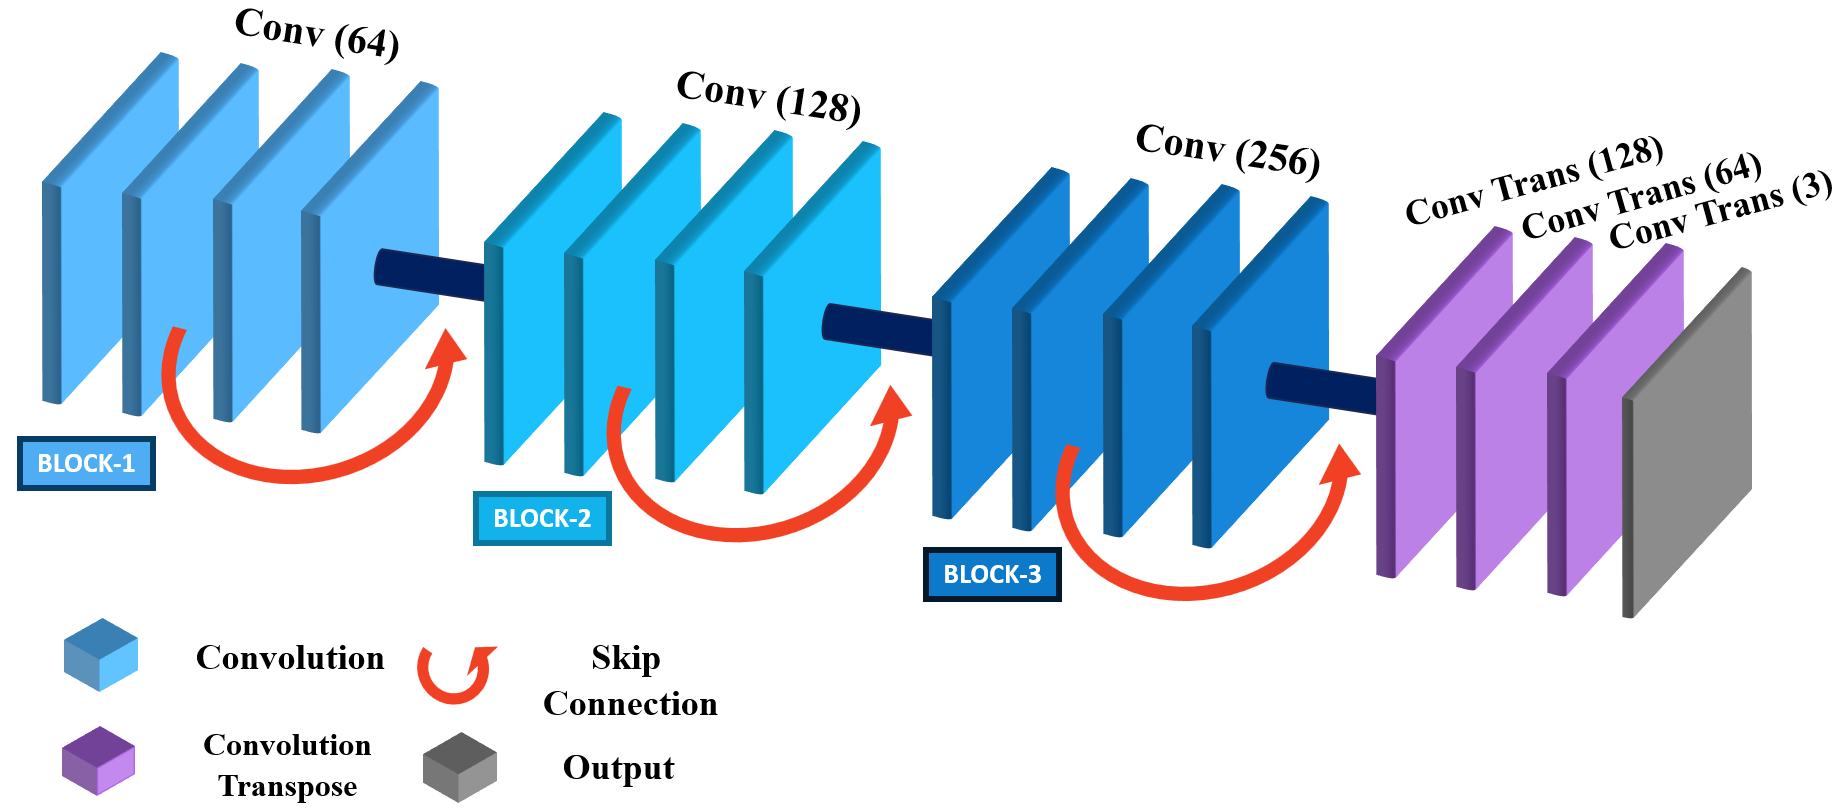 Conv (64)
Conv (128)
Conv (256)
Conv Trans (128)
Conv Trans (64)
Conv Trans (3)
BLOCK-1
BLOCK-2
BLOCK-3
Convolution
Skip
Connection
Convolution
Transpose
Output